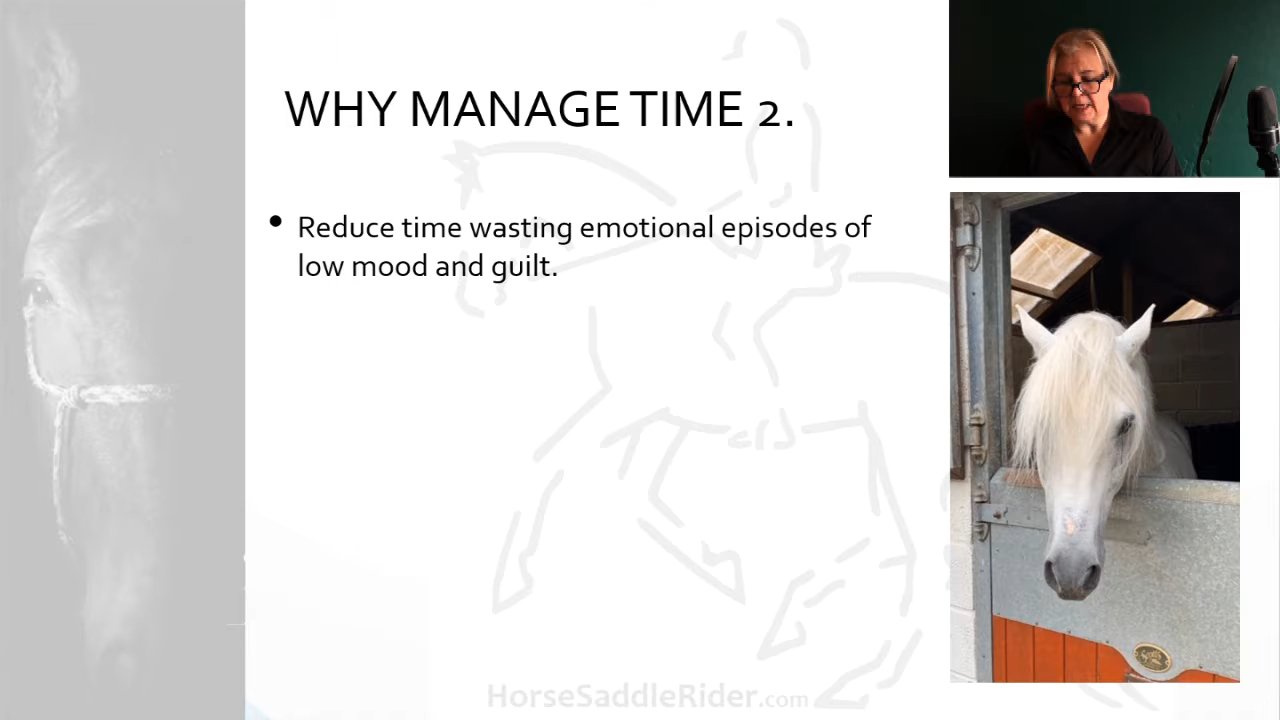 WHY MANAGE TIME 2.
• Reduce time wasting emotional episodes of
low mood and guilt.
HorseSaddleRider.com